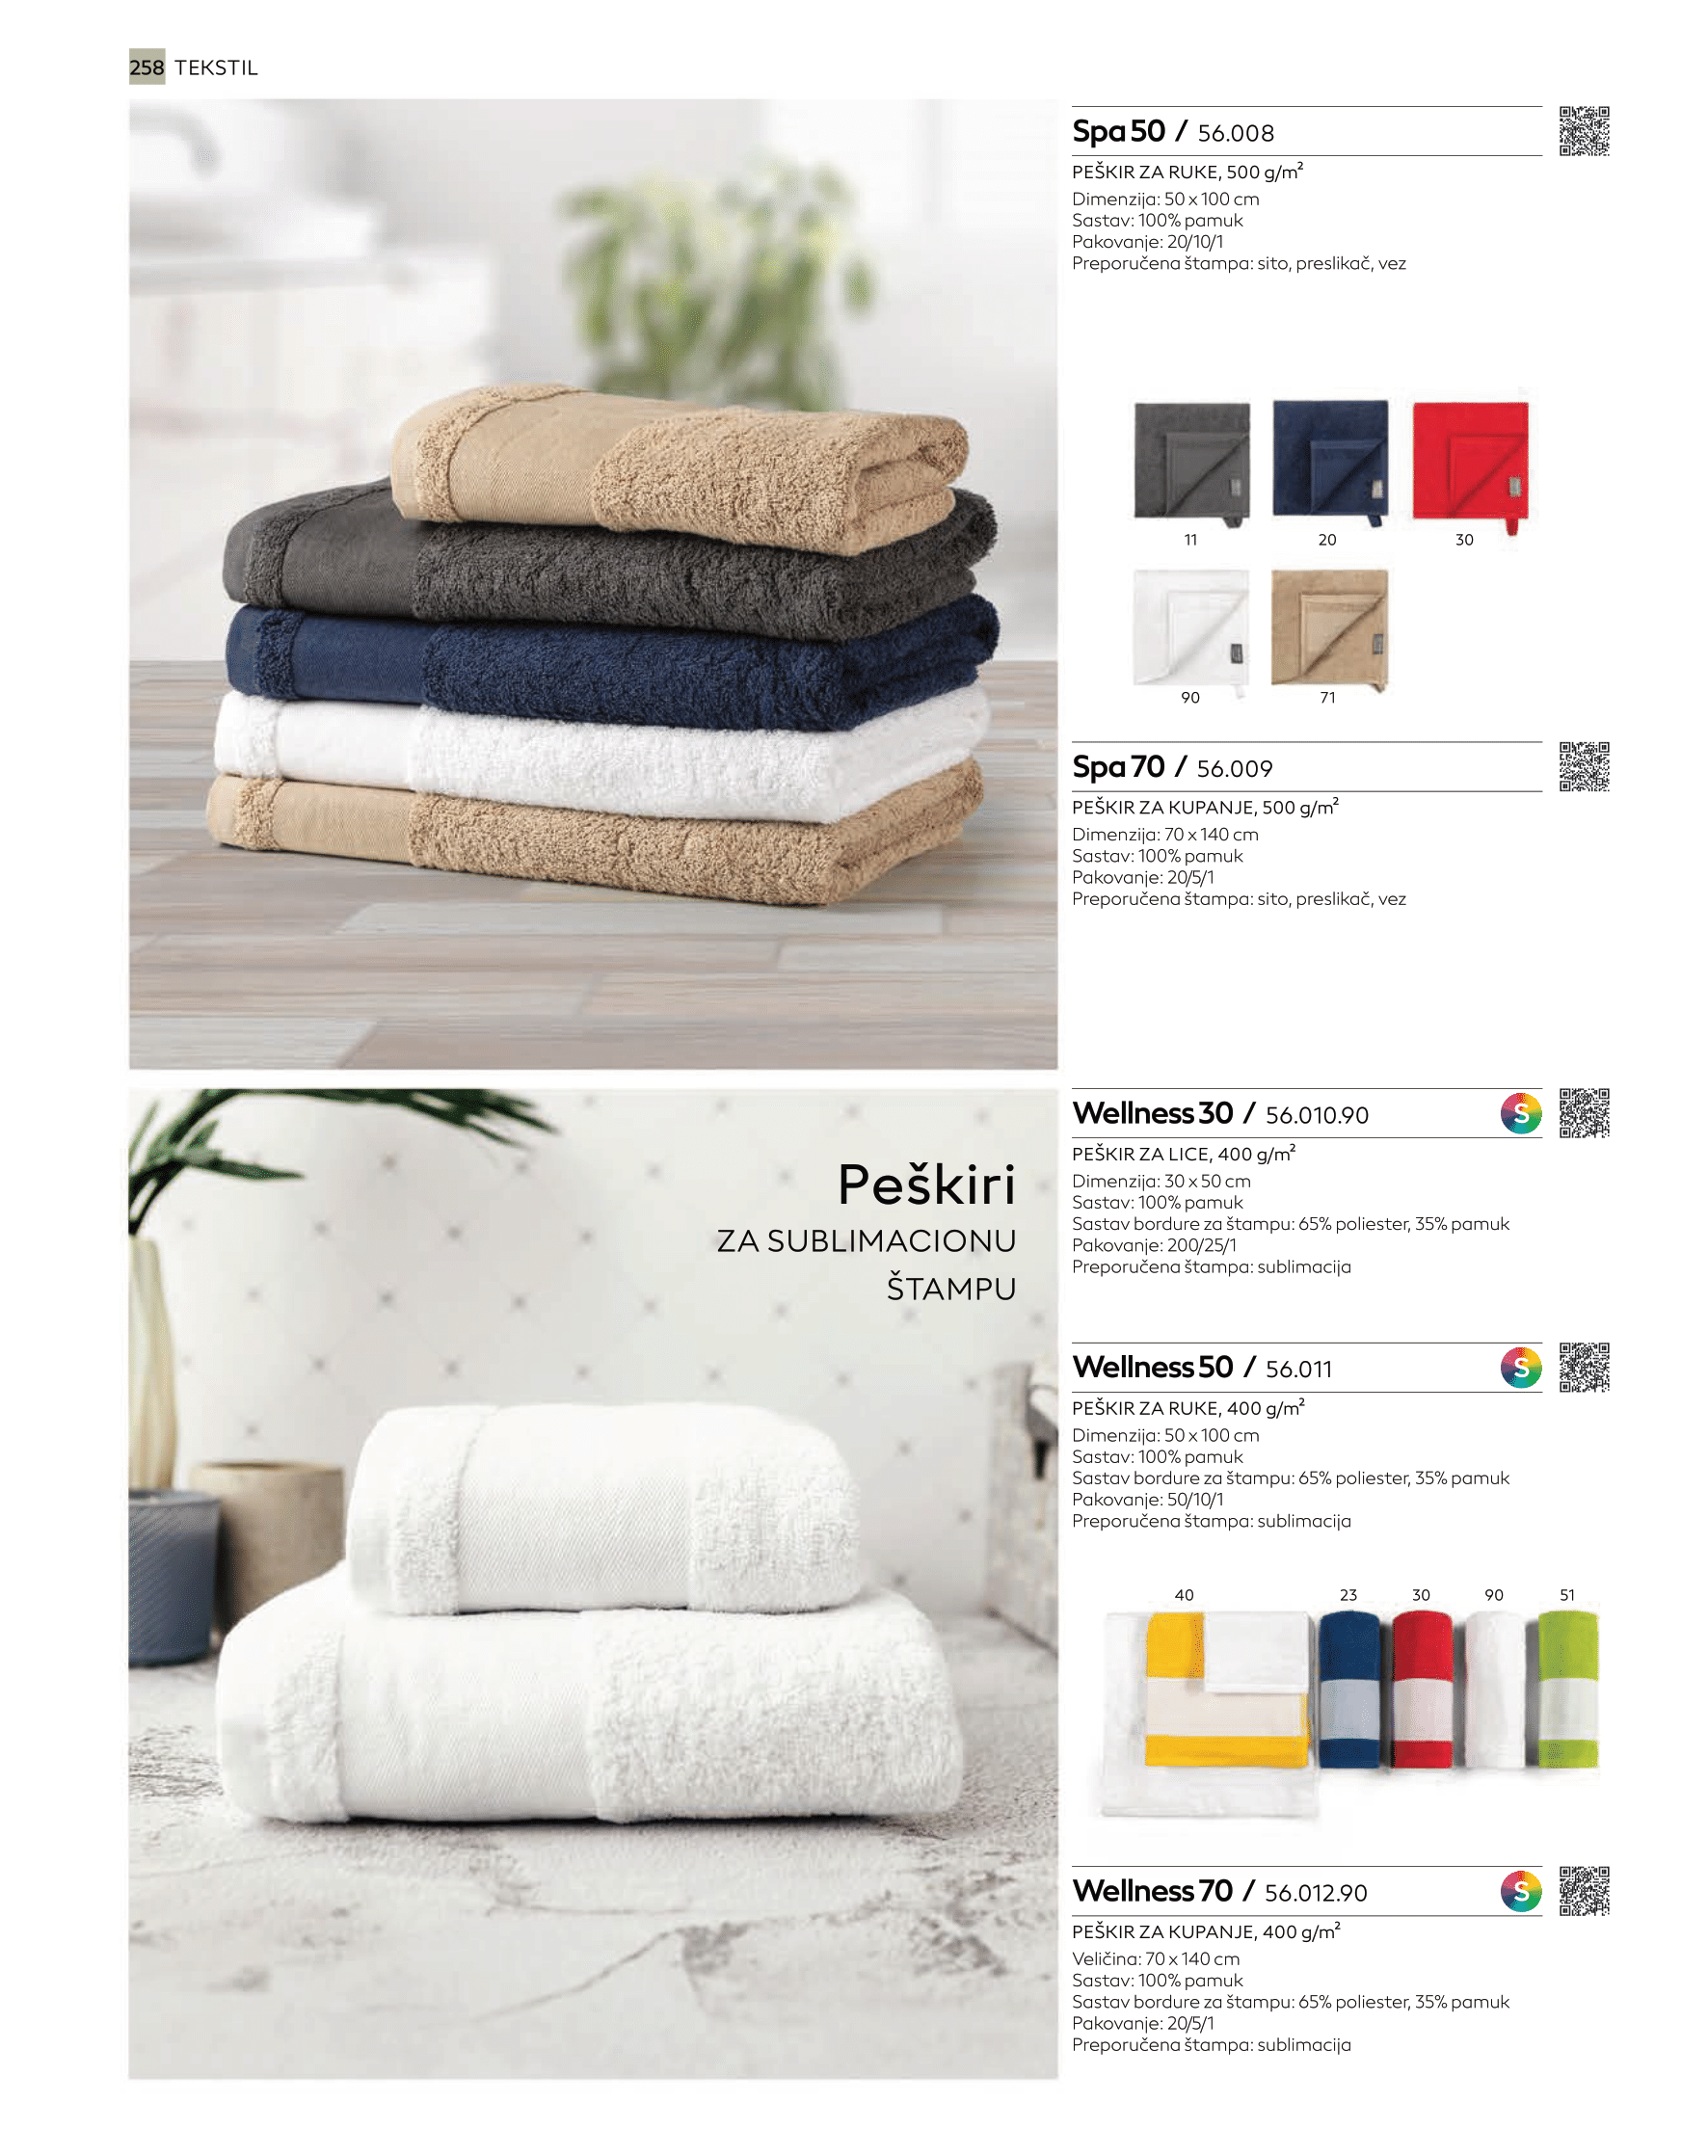 258 TEKSTIL
Spa 50 / 56.008
PEŠKIR ZA RUKE, 500 g/m²
Dimenzija: 50 x 100 cm
Sastav: 100% pamuk
Pakovanje: 20/10/1
Preporučena štampa: sito, preslikač, vez
11
20
30
90
71
Spa 70 / 56.009
PEŠKIR ZA KUPANJE, 500 g/m²
Dimenzija: 70 x 140 cm
Sastav: 100% pamuk
Pakovanje: 20/5/1
Preporučena štampa: sito, preslikač, vez
Peškiri
ZA SUBLIMACIONU
ŠTAMPU
Wellness 30 / 56.010.90
S
PEŠKIR ZA LICE, 400 g/m²
Dimenzija: 30 x 50 cm
Sastav: 100% pamuk
Sastav bordure za štampu: 65% poliester, 35% pamuk
Pakovanje: 200/25/1
Preporučena štampa: sublimacija
Wellness 50 / 56.011
S
PEŠKIR ZA RUKE, 400 g/m²
Dimenzija: 50 x 100 cm
Sastav: 100% pamuk
Sastav bordure za štampu: 65% poliester, 35% pamuk
Pakovanje: 50/10/1
Preporučena štampa: sublimacija
40
23
30
90
51
Wellness 70 / 56.012.90
S
PEŠKIR ZA KUPANJE, 400 g/m²
Veličina: 70 x 140 cm
Sastav: 100% pamuk
Sastav bordure za štampu: 65% poliester, 35% pamuk
Pakovanje: 20/5/1
Preporučena štampa: sublimacija